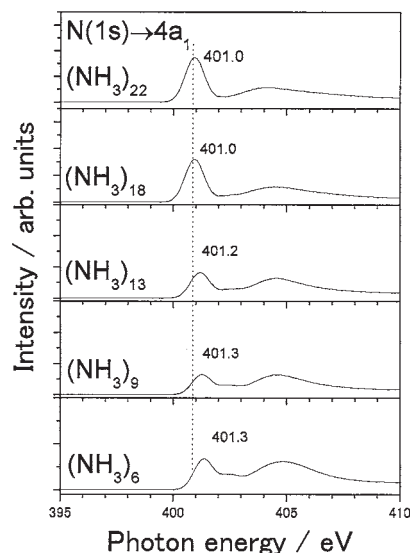 N(1s)→4a₁
401.0
(NH₃)₂₂
401.0
(NH₃)₁₈
401.2
(NH₃)₁₃
401.3
(NH₃)₉
401.3
(NH₃)₆
Intensity / arb. units
395 400 405 410
Photon energy / eV